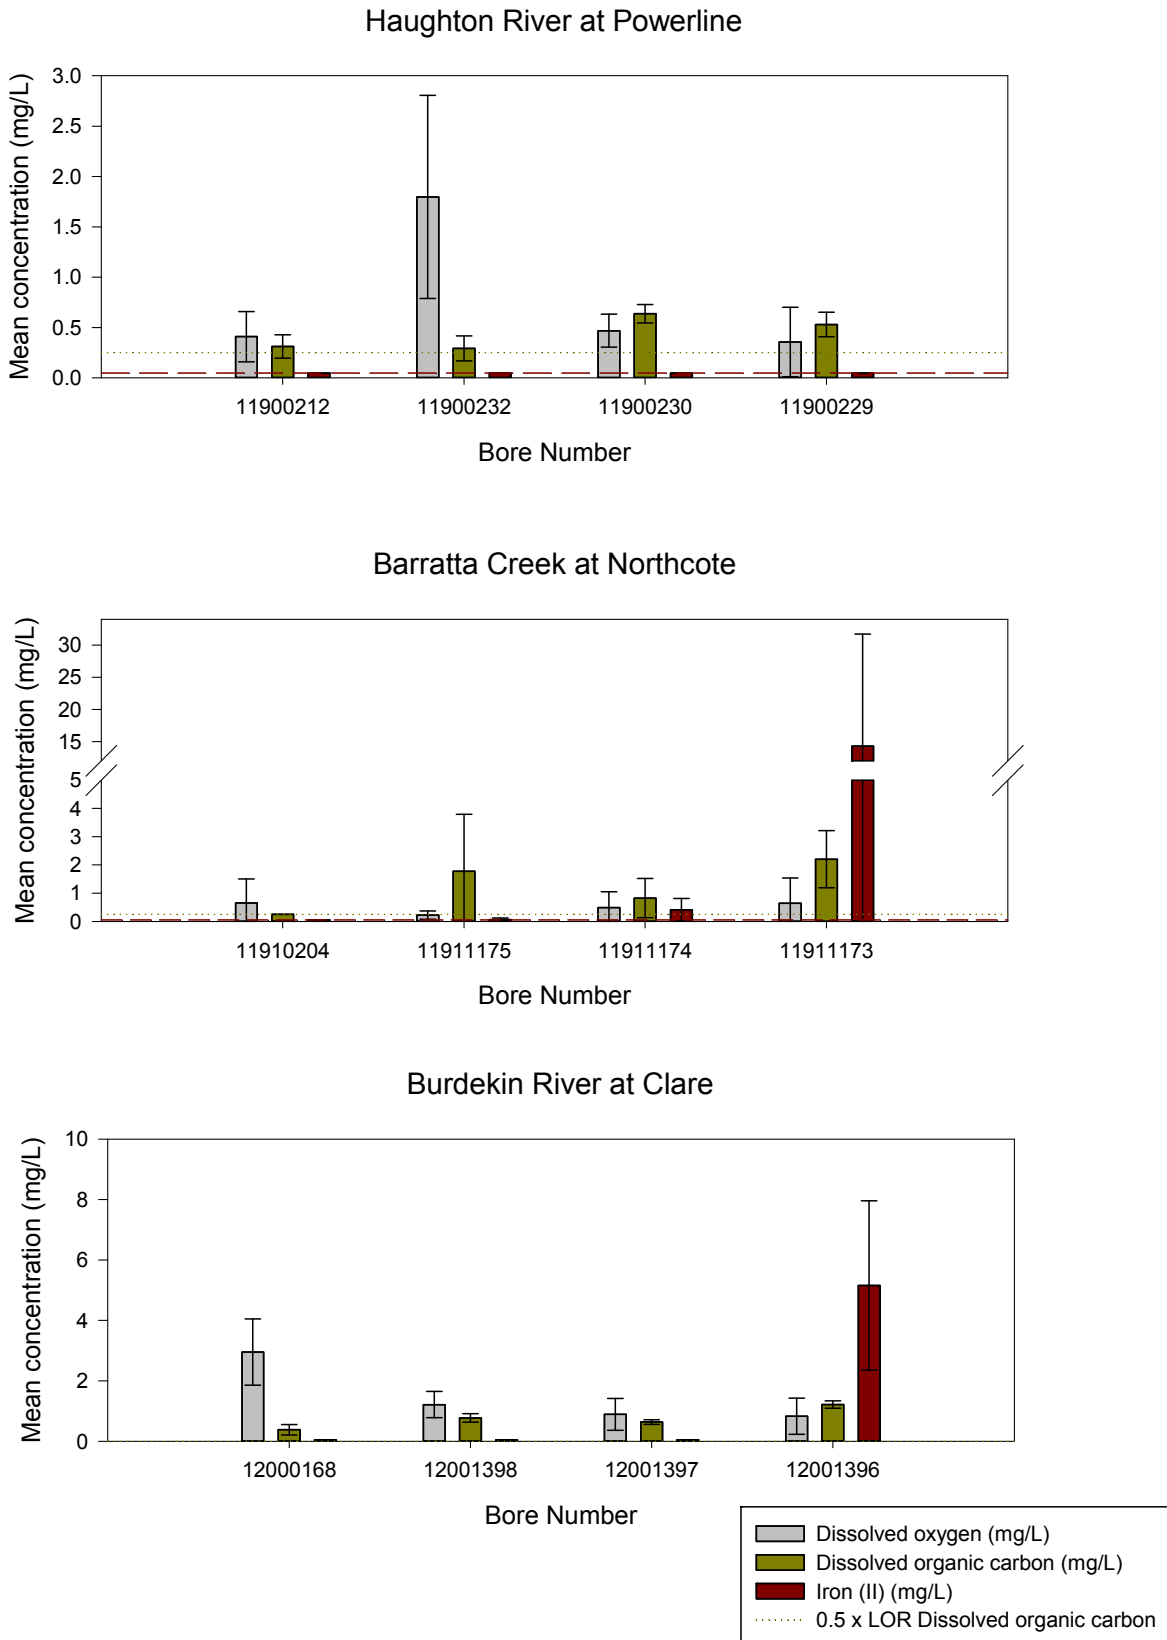 Haughton River at Powerline
Mean concentration (mg/L)
3.0
2.5
2.0
1.5
1.0
0.5
0.0
11900212 11900232 11900230 11900229
Bore Number
Barratta Creek at Northcote
Mean concentration (mg/L)
30
25
20
15
5
4
3
2
1
0
11910204 11911175 11911174 11911173
Bore Number
Burdekin River at Clare
Mean concentration (mg/L)
10
8
6
4
2
0
12000168 12001398 12001397 12001396
Bore Number
Dissolved oxygen (mg/L)
Dissolved organic carbon (mg/L)
Iron (II) (mg/L)
0.5 x LOR Dissolved organic carbon